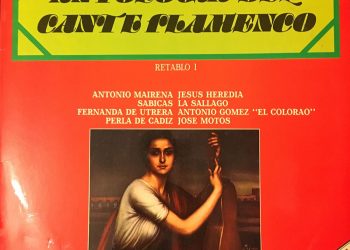 ANTOLOGIA DEL
CANTE FLAMENCO
RETABLO I
ANTONIO MAIRENA JESUS HEREDIA
SABICAS LA SALLAGO
FERNANDA DE UTRERA ANTONIO GOMEZ "EL COLORAO"
PERLA DE CADIZ JOSE MOTOS